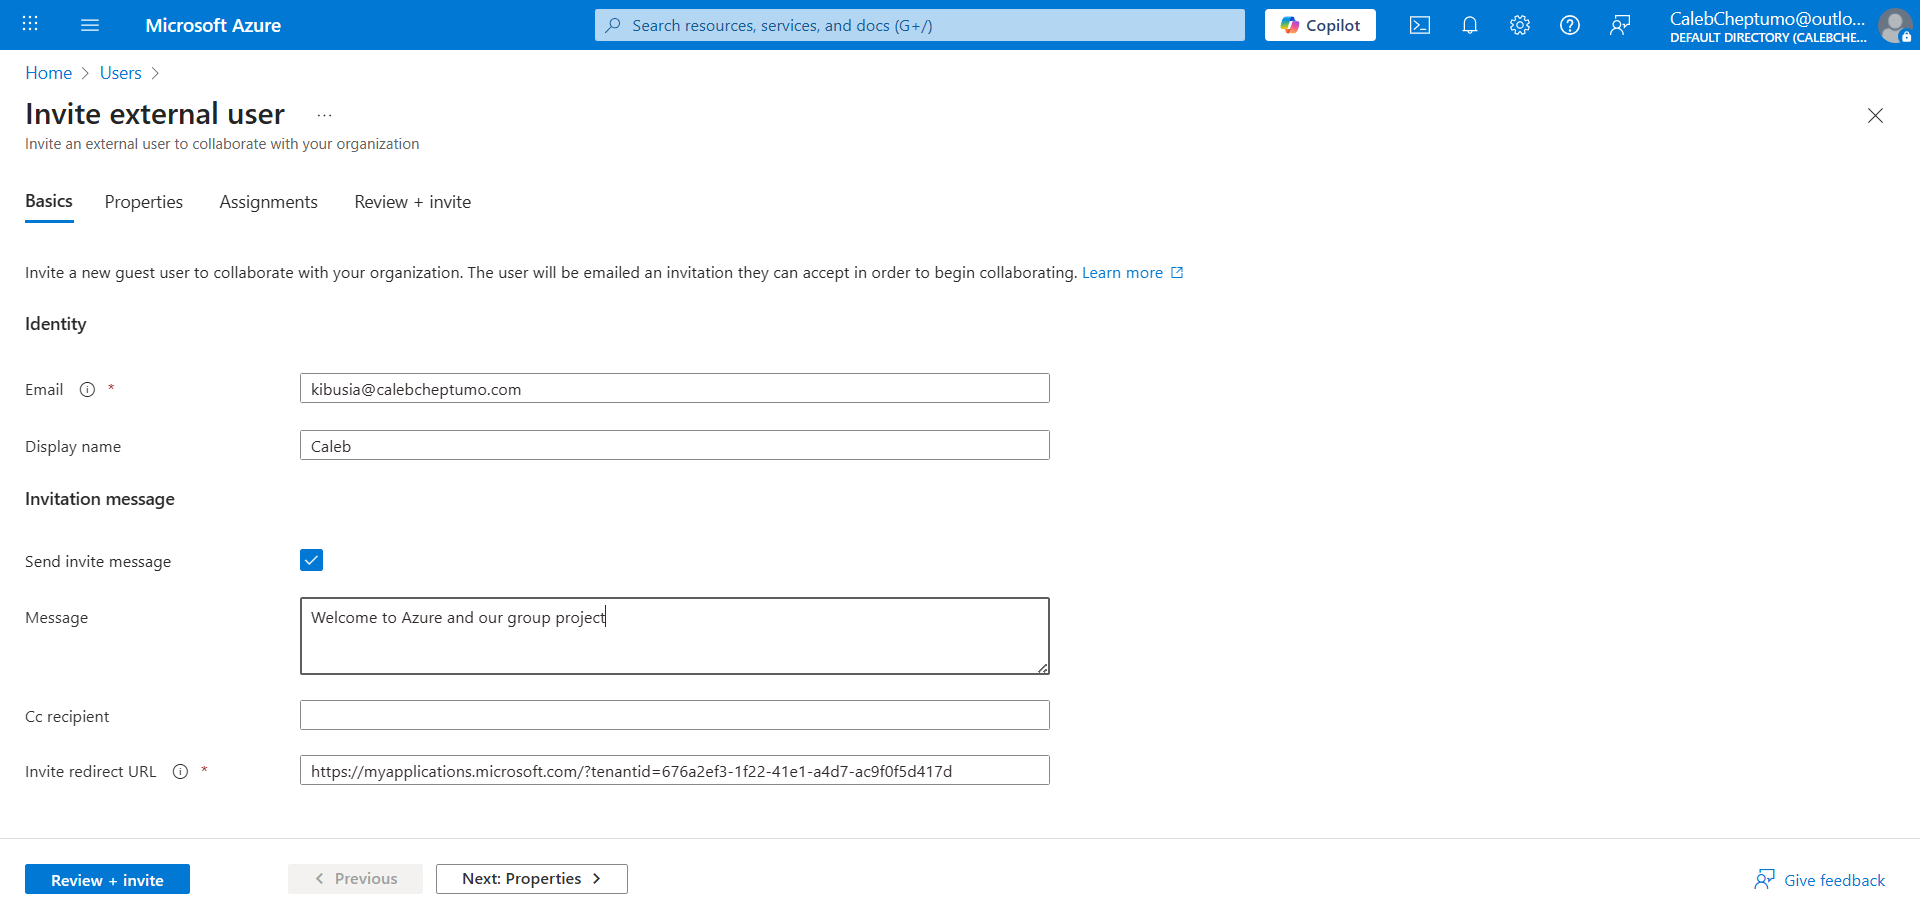 Microsoft Azure
Search resources, services, and docs (G+/)
Copilot
CalebCheptumo@outlo...
DEFAULT DIRECTORY (CALEBCHE...
Home > Users >
Invite external user ...
Invite an external user to collaborate with your organization
Basics Properties Assignments Review + invite
Invite a new guest user to collaborate with your organization. The user will be emailed an invitation they can accept in order to begin collaborating. Learn more
Identity
Email *
kibusia@calebcheptumo.com
Display name
Caleb
Invitation message
Send invite message
Message
Welcome to Azure and our group project
Cc recipient
Invite redirect URL *
https://myapplications.microsoft.com/?tenantid=676a2ef3-1f22-41e1-a4d7-ac9f0f5d417d
Review + invite
< Previous
Next: Properties >
Give feedback